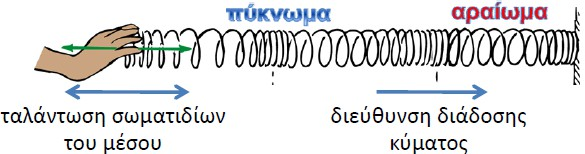 πύκνωμα αραίωμα
ταλάντωση σωματιδίων
του μέσου
διεύθυνση διάδοσης
κύματος